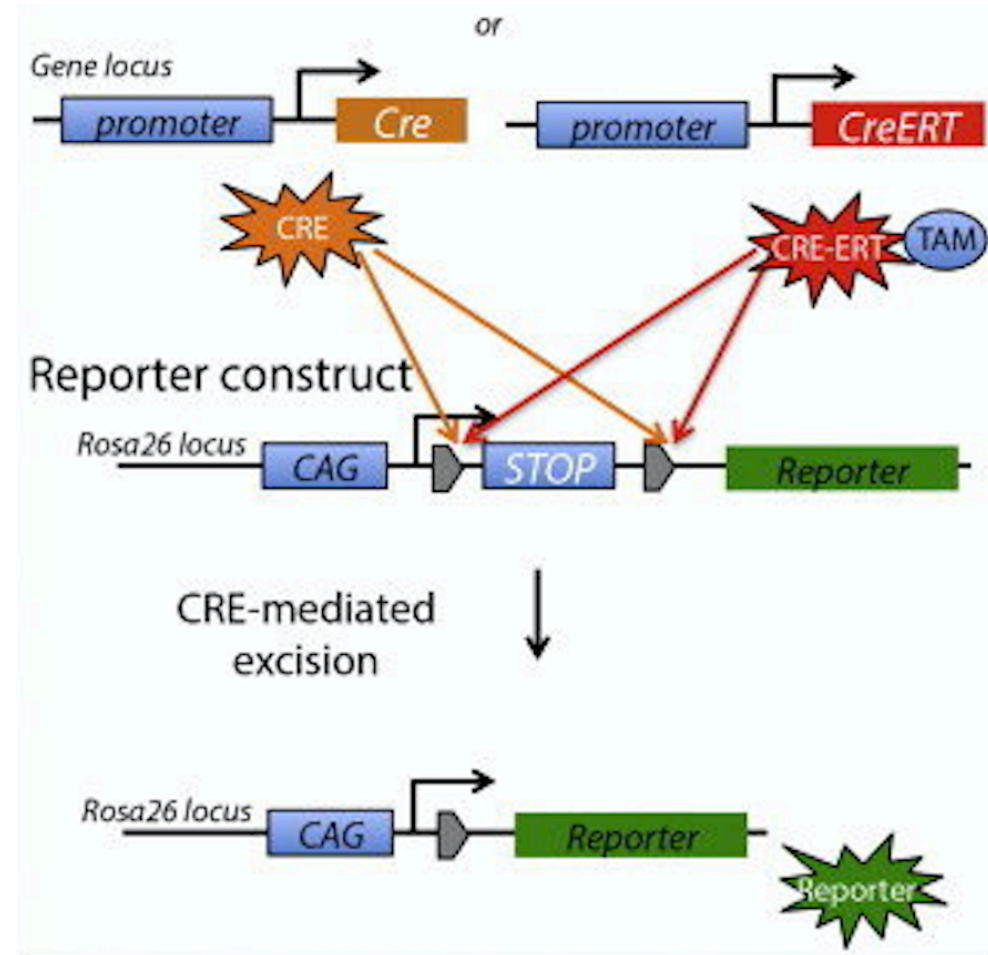 or
Gene locus
promoter Cre promoter CreERT
CRE CRE-ERT TAM
Reporter construct
Rosa26 locus CAG STOP Reporter
CRE-mediated
excision
Rosa26 locus CAG Reporter
Reporter